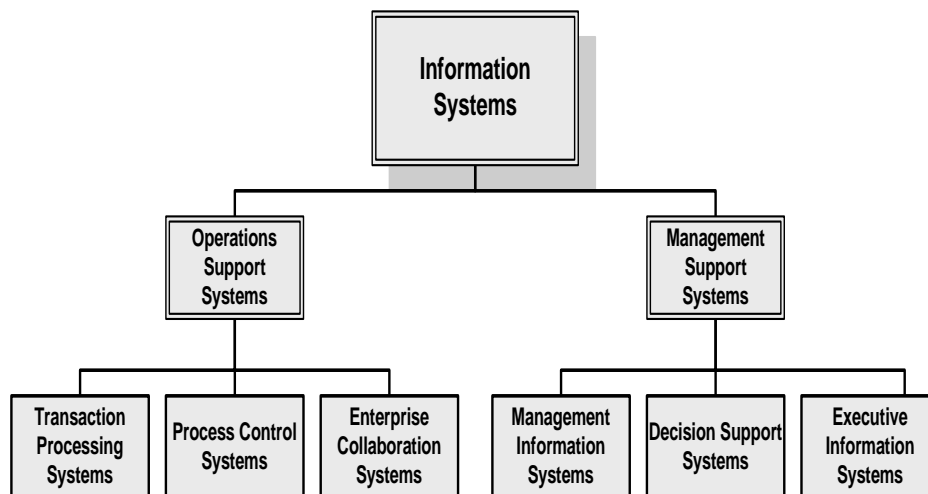 Information
Systems
Operations
Support
Systems
Management
Support
Systems
Transaction
Processing
Systems
Process Control
Systems
Enterprise
Collaboration
Systems
Management
Information
Systems
Decision Support
Systems
Executive
Information
Systems